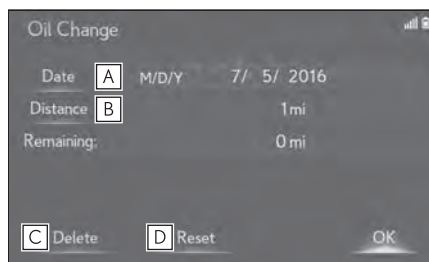 Oil Change
Date A M/D/Y 7/ 5/ 2016
Distance B 1 mi
Remaining: 0 mi
C Delete D Reset OK